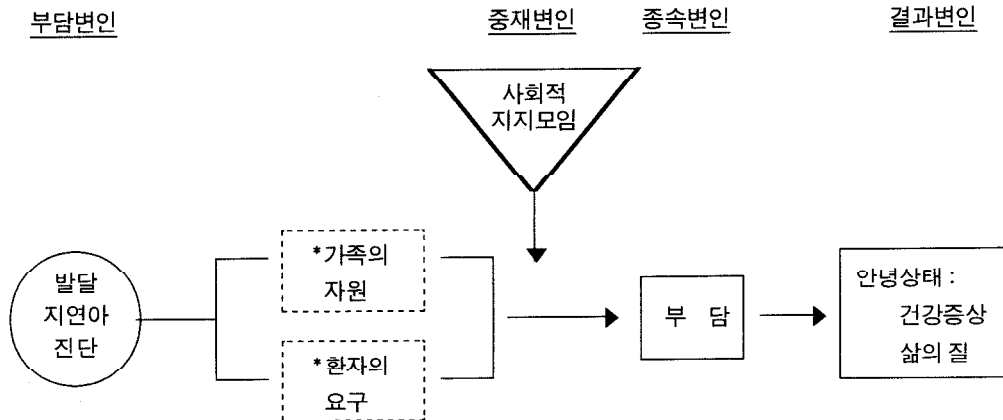 부담변인
중재변인
종속변인
결과변인
사회적
지지모임
발달
지연아
진단
*가족의
자원
*환자의
요구
부 담
안녕상태 :
건강증상
삶의 질